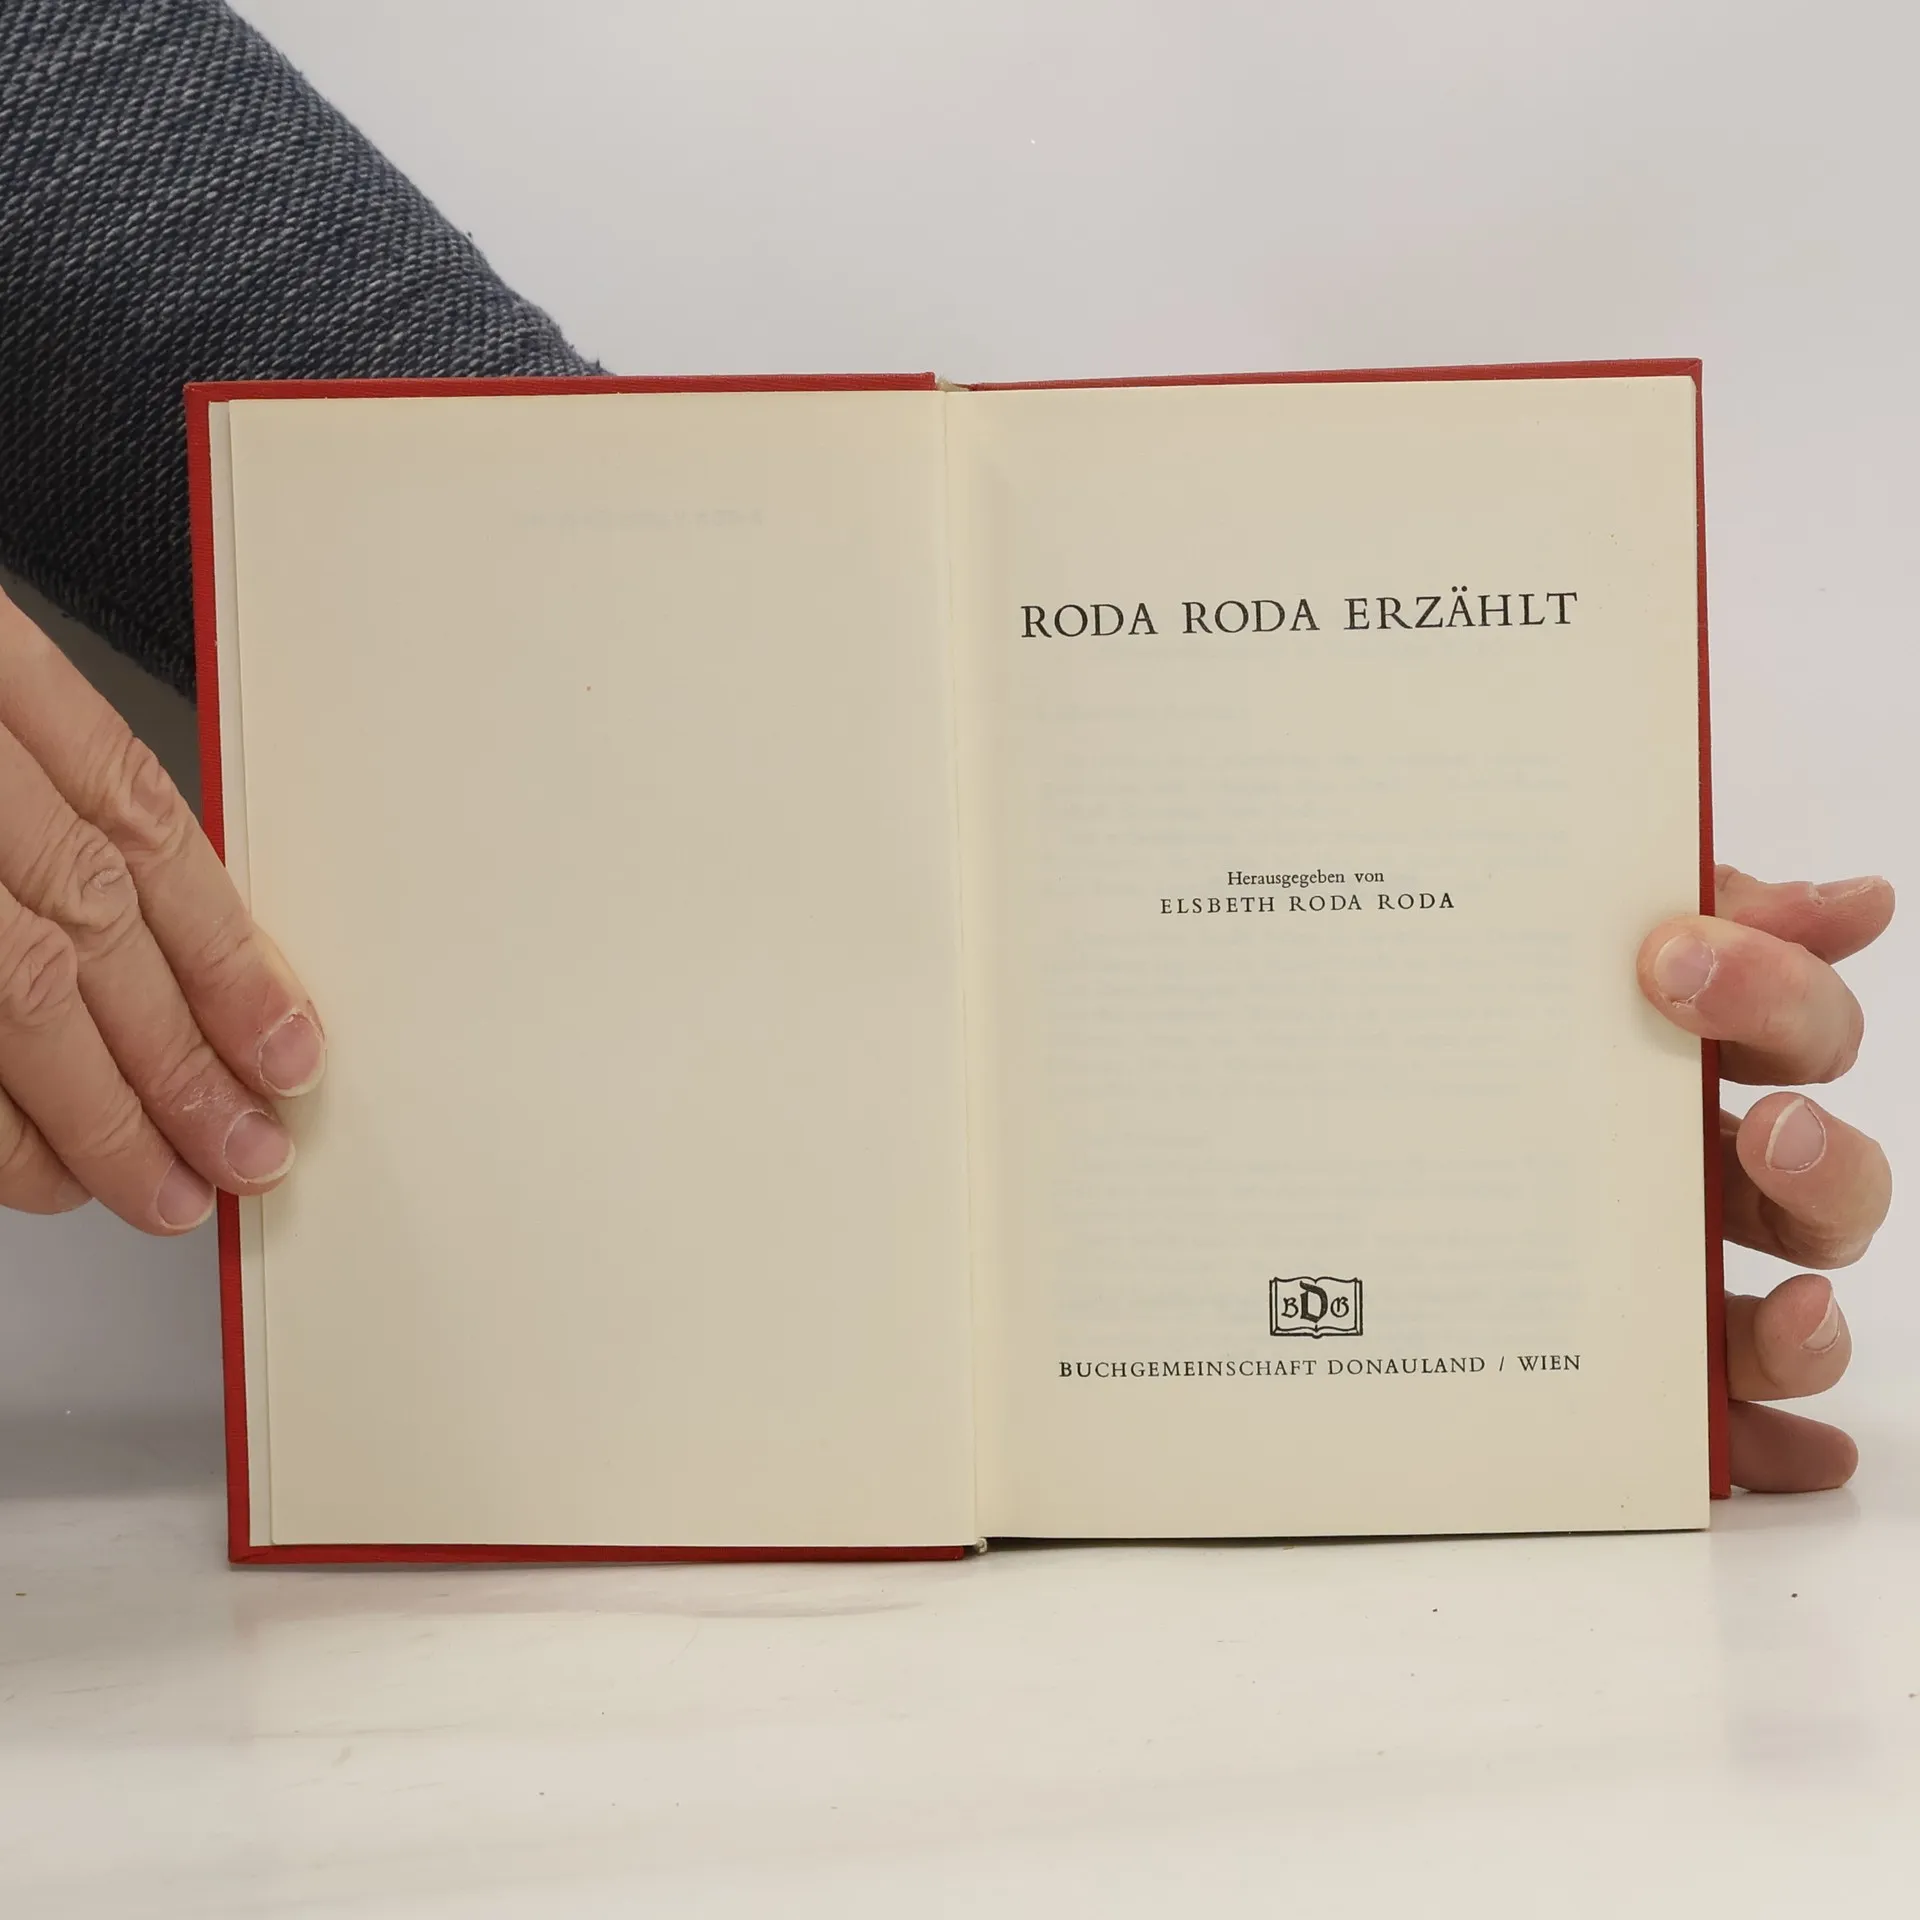 RODA RODA ERZÄHLT
Herausgegeben von
ELSBETH RODA RODA
BDG
BUCHGEMEINSCHAFT DONAULAND / WIEN